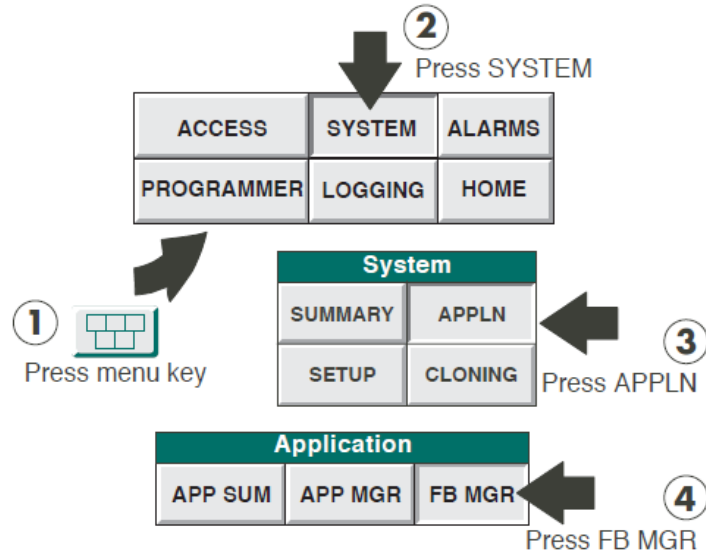 2
Press SYSTEM
ACCESS SYSTEM ALARMS
PROGRAMMER LOGGING HOME
1
Press menu key
System
SUMMARY APPLN
SETUP CLONING
3
Press APPLN
Application
APP SUM APP MGR FB MGR
4
Press FB MGR